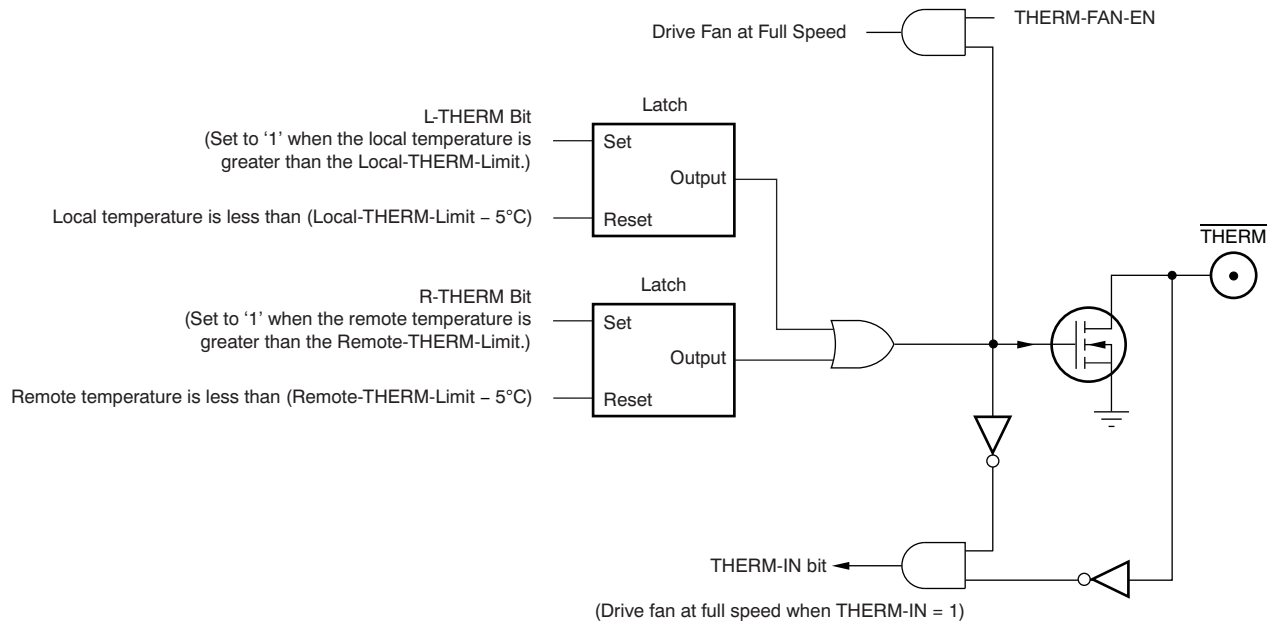 THERM-FAN-EN
Drive Fan at Full Speed
Latch
L-THERM Bit
(Set to ‘1’ when the local temperature is
greater than the Local-THERM-Limit.)
Set
Output
Local temperature is less than (Local-THERM-Limit – 5°C)
Reset
THERM
Latch
R-THERM Bit
(Set to ‘1’ when the remote temperature is
greater than the Remote-THERM-Limit.)
Set
Output
Remote temperature is less than (Remote-THERM-Limit – 5°C)
Reset
THERM-IN bit
(Drive fan at full speed when THERM-IN = 1)